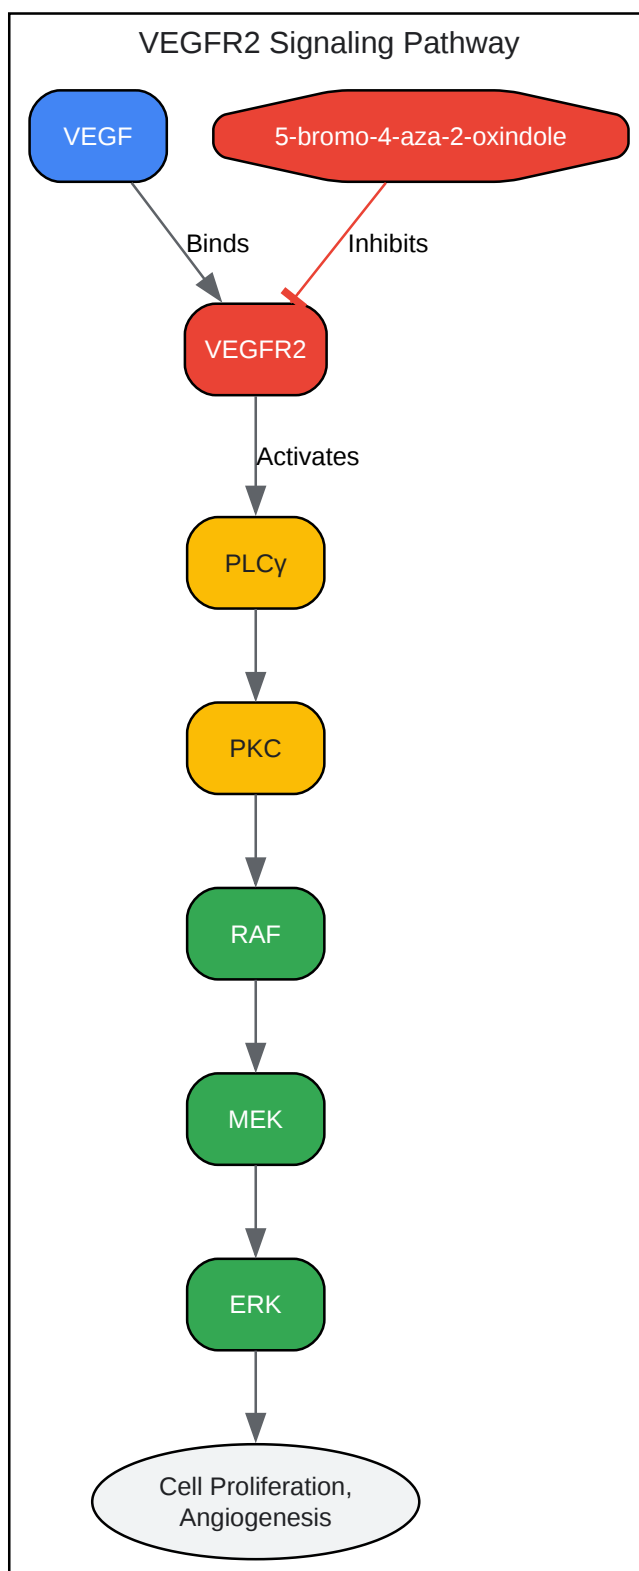 VEGFR2 Signaling Pathway
VEGF
5-bromo-4-aza-2-oxindole
Binds
Inhibits
VEGFR2
Activates
PLCγ
PKC
RAF
MEK
ERK
Cell Proliferation,
Angiogenesis